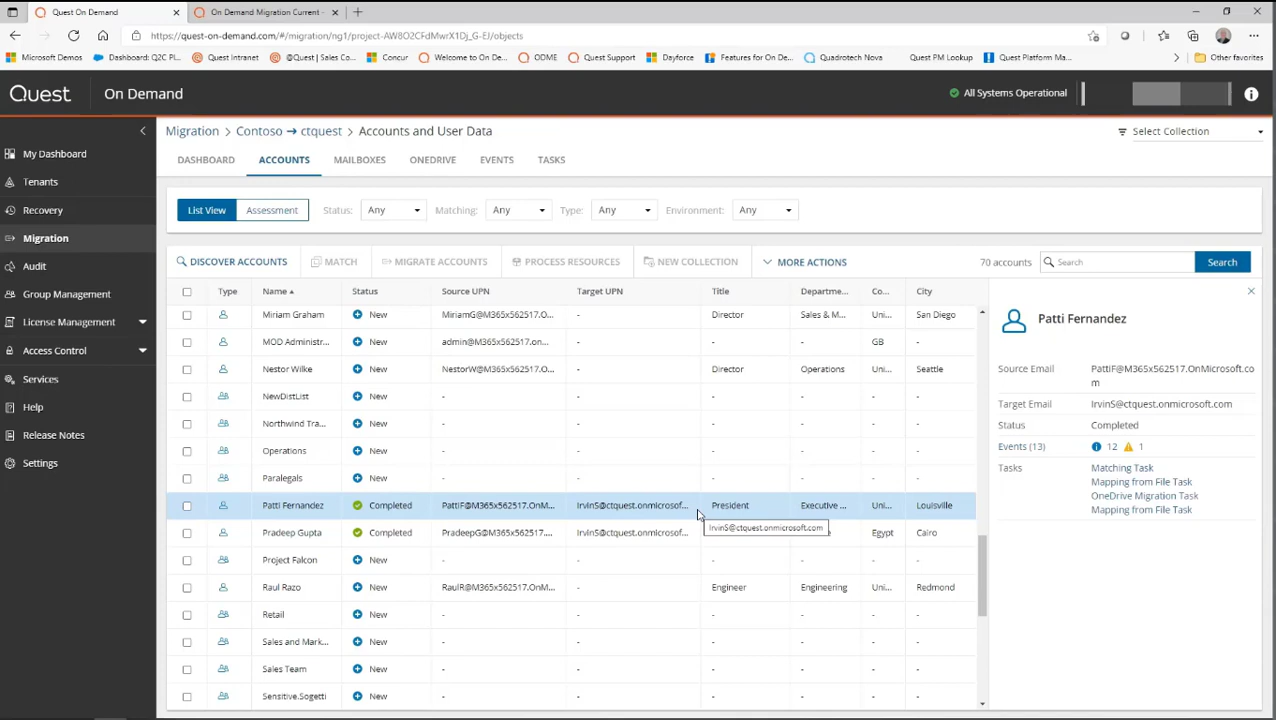 Quest On Demand
On Demand Migration Current -
https://quest-on-demand.com/#/migration/ng1/project-AW8O2CFdMwrX1Dj_G-EJ/objects
Microsoft Demos
Dashboard: Q2C Pl...
Quest Intranet
@Quest | Sales Co...
Concur
Welcome to On De...
ODME
Quest Support
Dayforce
Features for On De...
Quadrotech Nova
Quest PM Lookup
Quest Platform Ma...
Other favorites
Quest On Demand
All Systems Operational
My Dashboard
Tenants
Recovery
Migration
Audit
Group Management
License Management
Access Control
Services
Help
Release Notes
Settings
Migration > Contoso → ctquest > Accounts and User Data
Select Collection
DASHBOARD ACCOUNTS MAILBOXES ONEDRIVE EVENTS TASKS
List View Assessment Status: Any Matching: Any Type: Any Environment: Any
DISCOVER ACCOUNTS MATCH MIGRATE ACCOUNTS PROCESS RESOURCES NEW COLLECTION MORE ACTIONS 70 accounts Search Search
Type Name Status Source UPN Target UPN Title Departme... Co... City
Miriam Graham New MiriamG@M365x562517.O... - Director Sales & M... Uni... San Diego
MOD Administr... New admin@M365x562517.on... - GB -
Nestor Wilke New NestorW@M365x562517.On... - Director Operations Uni... Seattle
NewDistList New - - - - - -
Northwind Tra... New - - - - - -
Operations New - - - - - -
Paralegals New - - - - - -
Patti Fernandez Completed PattiF@M365x562517.OnM... IrvinS@ctquest.onmicrosof... President Executive ... Uni... Louisville
IrvinS@ctquest.onmicrosoft.com
Pradeep Gupta Completed PradeepG@M365x562517.... IrvinS@ctquest.onmicrosof... Egypt Cairo
Project Falcon New - - - - - -
Raul Razo New RaulR@M365x562517.OnM... - Engineer Engineering Uni... Redmond
Retail New - - - - - -
Sales and Mark... New - - - - - -
Sales Team New - - - - - -
Sensitive.Sogetti New - - - - - -
Patti Fernandez
Source Email PattiF@M365x562517.OnMicrosoft.co
m
Target Email IrvinS@ctquest.onmicrosoft.com
Status Completed
Events (13) 12 1
Tasks Matching Task
Mapping from File Task
OneDrive Migration Task
Mapping from File Task